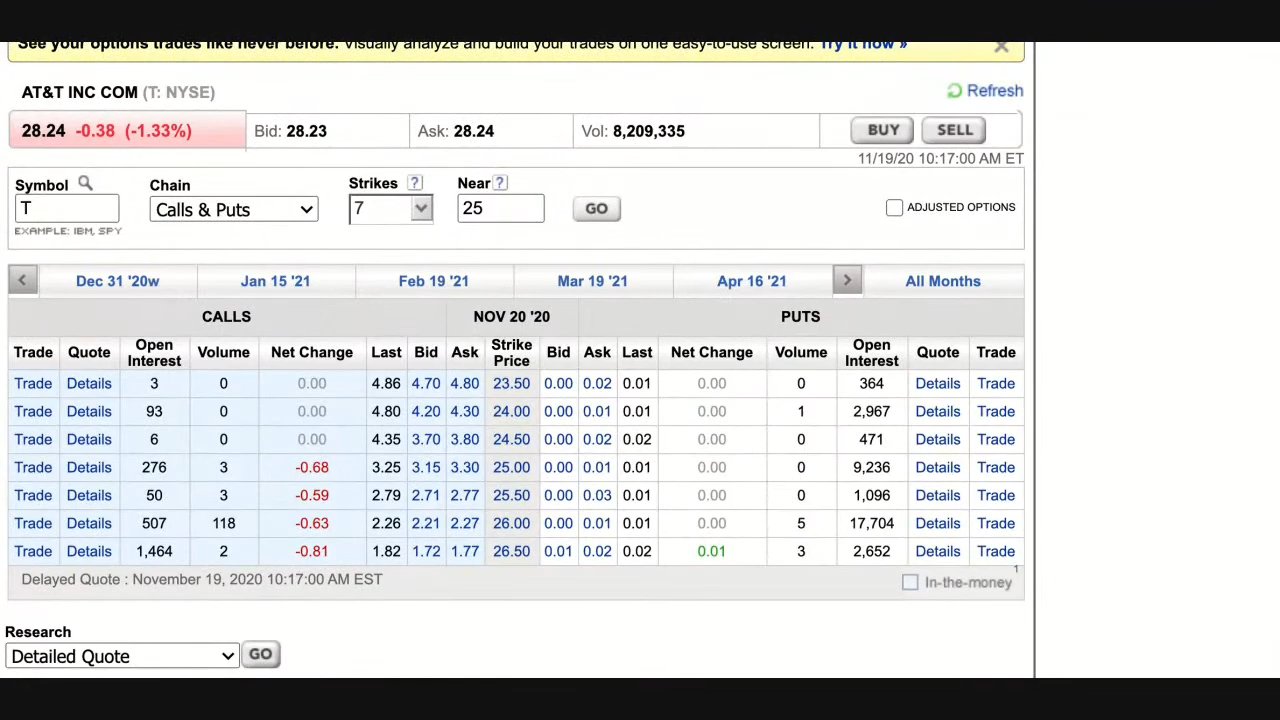 See your options trades like never before. Visually analyze and build your trades on one easy-to-use screen. Try it now »
AT&T INC COM (T: NYSE) Refresh
28.24 -0.38 (-1.33%) Bid: 28.23 Ask: 28.24 Vol: 8,209,335 BUY SELL
11/19/20 10:17:00 AM ET
Symbol Chain Strikes ? Near ?
T Calls & Puts 7 25 GO ADJUSTED OPTIONS
EXAMPLE: IBM, SPY
< Dec 31 '20w Jan 15 '21 Feb 19 '21 Mar 19 '21 Apr 16 '21 > All Months
CALLS NOV 20 '20 PUTS
Trade Quote Open Interest Volume Net Change Last Bid Ask Strike Price Bid Ask Last Net Change Volume Open Interest Quote Trade
Trade Details 3 0 0.00 4.86 4.70 4.80 23.50 0.00 0.02 0.01 0.00 0 364 Details Trade
Trade Details 93 0 0.00 4.80 4.20 4.30 24.00 0.00 0.01 0.01 0.00 1 2,967 Details Trade
Trade Details 6 0 0.00 4.35 3.70 3.80 24.50 0.00 0.02 0.02 0.00 0 471 Details Trade
Trade Details 276 3 -0.68 3.25 3.15 3.30 25.00 0.00 0.01 0.01 0.00 0 9,236 Details Trade
Trade Details 50 3 -0.59 2.79 2.71 2.77 25.50 0.00 0.03 0.01 0.00 0 1,096 Details Trade
Trade Details 507 118 -0.63 2.26 2.21 2.27 26.00 0.00 0.01 0.01 0.00 5 17,704 Details Trade
Trade Details 1,464 2 -0.81 1.82 1.72 1.77 26.50 0.01 0.02 0.02 0.01 3 2,652 Details Trade
Delayed Quote : November 19, 2020 10:17:00 AM EST In-the-money 1
Research
Detailed Quote GO